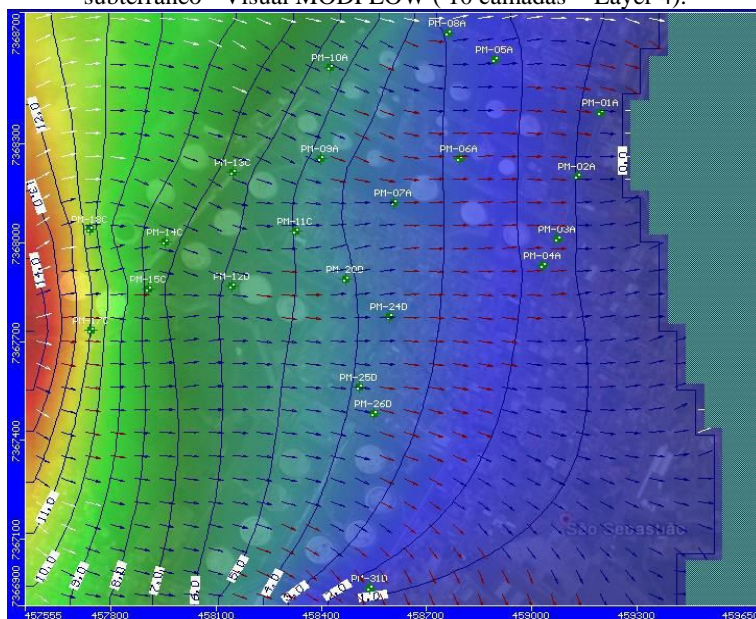 subterrâneo - Visual MODFLOW ( 10 camadas – Layer 4).
7368700
7368300
7368000
7367700
7367400
7367100
7366900
PM-08A
PM-05A
PM-10A
PM-01A
PM-09A
PM-06A
PM-13C
PM-02A
PM-07A
PM-18C
PM-14C
PM-11C
PM-03A
PM-04A
PM-15C
PM-12D
PM-20D
PM-24D
PM-25D
PM-26D
PM-31D
São Sebastião
12.0
13.0
14.0
0.0
11.0
10.0
9.0
8.0
7.0
6.0
5.0
4.0
3.0
2.0
1.0
457555
457800
458100
458400
458700
459000
459300
459650